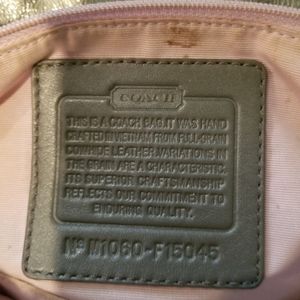 COACH
THIS IS A COACH BAG. IT WAS HAND
CRAFTED IN VIETNAM FROM FULL-GRAIN
COWHIDE LEATHER. VARIATIONS IN
THE GRAIN ARE A CHARACTERISTIC.
ITS SUPERIOR CRAFTSMANSHIP
REFLECTS OUR COMMITMENT TO
ENDURING QUALITY.
Nº M1060-F15045